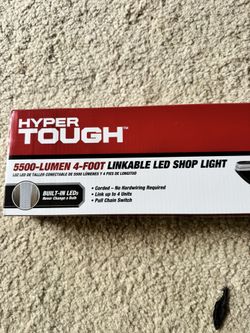 HYPER
TOUGH™
5500-LUMEN 4-FOOT LINKABLE LED SHOP LIGHT
LUZ LED DE TALLER CONECTABLE DE 5500 LÚMENES Y 4 PIES DE LONGITUD
BUILT-IN LEDs
Never Change a Bulb
• Corded – No Hardwiring Required
• Link up to 4 Units
• Pull Chain Switch